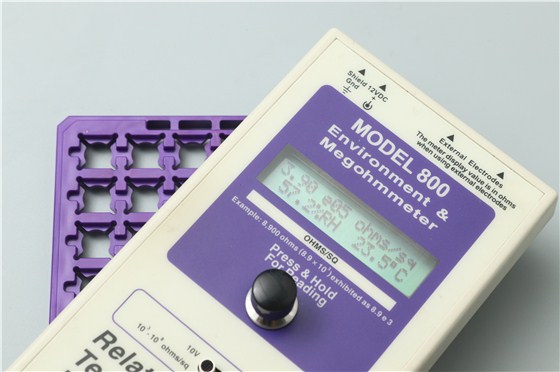 Shield 12VDC
Gnd
External Electrodes
The meter display value is in ohms
when using external electrodes
MODEL 800
Environment &
Megohmmeter
3.90 e05 ohms/sq
57.2%RH 23.5°C
OHMS/SQ
Example: 8,900 ohms (8.9 x 10³) exhibited as 8.9 e 3
Press & Hold
For Reading
10V
ohms/sq